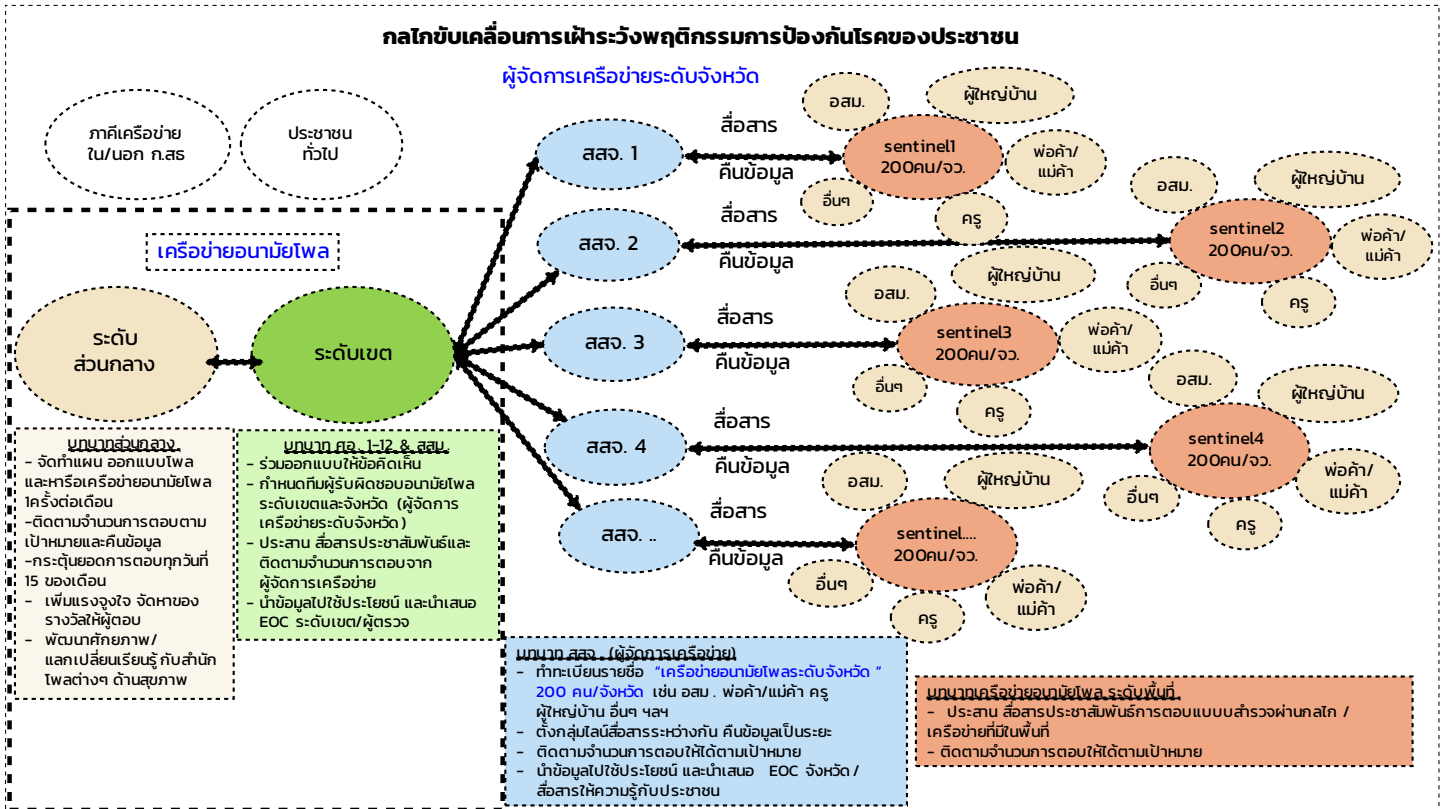 กลไกขับเคลื่อนการเฝ้าระวังพฤติกรรมการป้องกันโรคของประชาชน
ผู้จัดการเครือข่ายระดับจังหวัด
ภาคีเครือข่าย
ใน/นอก ก.สธ
ประชาชน
ทั่วไป
เครือข่ายอนามัยโพล
ระดับ
ส่วนกลาง
ระดับเขต
สสจ. 1
สื่อสาร
คืนข้อมูล
sentinel1
200คน/จว.
อสม.
ผู้ใหญ่บ้าน
พ่อค้า/
แม่ค้า
อื่นๆ
ครู
สสจ. 2
สื่อสาร
คืนข้อมูล
sentinel2
200คน/จว.
อสม.
ผู้ใหญ่บ้าน
พ่อค้า/
แม่ค้า
อื่นๆ
ครู
สสจ. 3
สื่อสาร
คืนข้อมูล
sentinel3
200คน/จว.
อสม.
ผู้ใหญ่บ้าน
พ่อค้า/
แม่ค้า
อื่นๆ
ครู
สสจ. 4
สื่อสาร
คืนข้อมูล
sentinel4
200คน/จว.
อสม.
ผู้ใหญ่บ้าน
พ่อค้า/
แม่ค้า
อื่นๆ
ครู
สสจ. ..
สื่อสาร
คืนข้อมูล
sentinel....
200คน/จว.
อสม.
ผู้ใหญ่บ้าน
พ่อค้า/
แม่ค้า
อื่นๆ
ครู
บทบาทส่วนกลาง
- จัดทำแผน ออกแบบโพล
และหารือเครือข่ายอนามัยโพล
1ครั้งต่อเดือน
-ติดตามจำนวนการตอบตาม
เป้าหมายและคืนข้อมูล
-กระตุ้นยอดการตอบทุกวันที่
15 ของเดือน
- เพิ่มแรงจูงใจ จัดหาของ
รางวัลให้ผู้ตอบ
- พัฒนาศักยภาพ/
แลกเปลี่ยนเรียนรู้ กับสำนัก
โพลต่างๆ ด้านสุขภาพ
บทบาท ศอ. 1-12 & สสม.
- ร่วมออกแบบให้ข้อคิดเห็น
- กำหนดทีมผู้รับผิดชอบอนามัยโพล
ระดับเขตและจังหวัด (ผู้จัดการ
เครือข่ายระดับจังหวัด)
- ประสาน สื่อสารประชาสัมพันธ์และ
ติดตามจำนวนการตอบจาก
ผู้จัดการเครือข่าย
- นำข้อมูลไปใช้ประโยชน์ และนำเสนอ
EOC ระดับเขต/ผู้ตรวจ
บทบาท สสจ. (ผู้จัดการเครือข่าย)
- ทำทะเบียนรายชื่อ "เครือข่ายอนามัยโพลระดับจังหวัด "
200 คน/จังหวัด เช่น อสม. พ่อค้า/แม่ค้า ครู
ผู้ใหญ่บ้าน อื่นๆ ฯลฯ
- ตั้งกลุ่มไลน์สื่อสารระหว่างกัน คืนข้อมูลเป็นระยะ
- ติดตามจำนวนการตอบให้ได้ตามเป้าหมาย
- นำข้อมูลไปใช้ประโยชน์ และนำเสนอ EOC จังหวัด/
สื่อสารให้ความรู้กับประชาชน
บทบาทเครือข่ายอนามัยโพล ระดับพื้นที่
- ประสาน สื่อสารประชาสัมพันธ์การตอบแบบบสำรวจผ่านกลไก /
เครือข่ายที่มีในพื้นที่
- ติดตามจำนวนการตอบให้ได้ตามเป้าหมาย